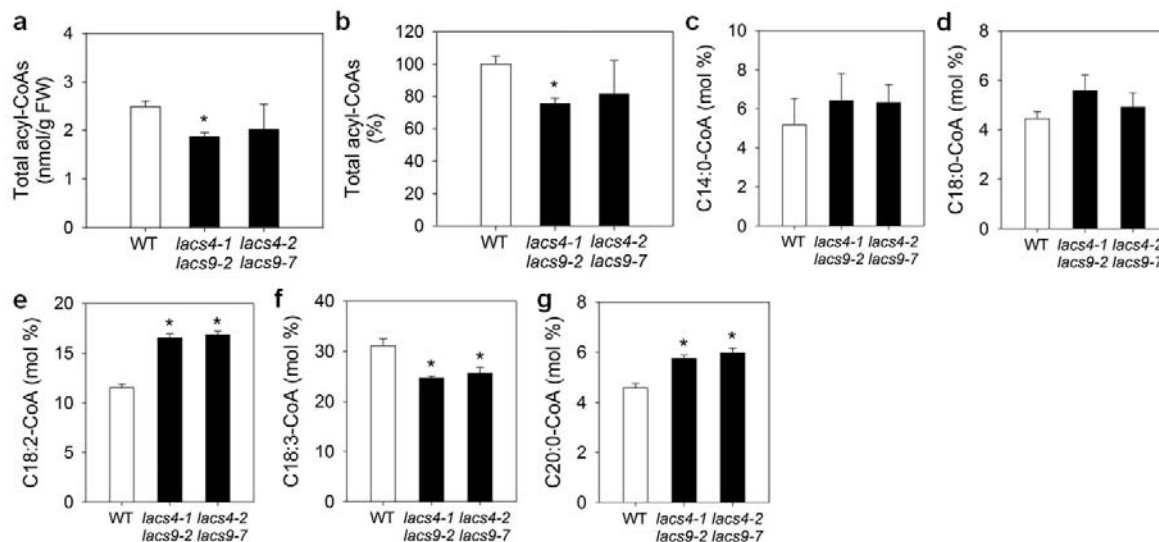 a
Total acyl-CoAs
(nmol/g FW)
4
3
2
1
0
*
WT
lacs4-1
lacs9-2
lacs4-2
lacs9-7
b
Total acyl-CoAs
(%)
120
100
80
60
40
20
0
*
WT
lacs4-1
lacs9-2
lacs4-2
lacs9-7
c
C14:0-CoA (mol %)
10
8
6
4
2
0
WT
lacs4-1
lacs9-2
lacs4-2
lacs9-7
d
C18:0-CoA (mol %)
8
6
4
2
0
WT
lacs4-1
lacs9-2
lacs4-2
lacs9-7
e
C18:2-CoA (mol %)
20
15
10
5
0
*
*
WT
lacs4-1
lacs9-2
lacs4-2
lacs9-7
f
C18:3-CoA (mol %)
40
30
20
10
0
*
*
WT
lacs4-1
lacs9-2
lacs4-2
lacs9-7
g
C20:0-CoA (mol %)
8
6
4
2
0
*
*
WT
lacs4-1
lacs9-2
lacs4-2
lacs9-7